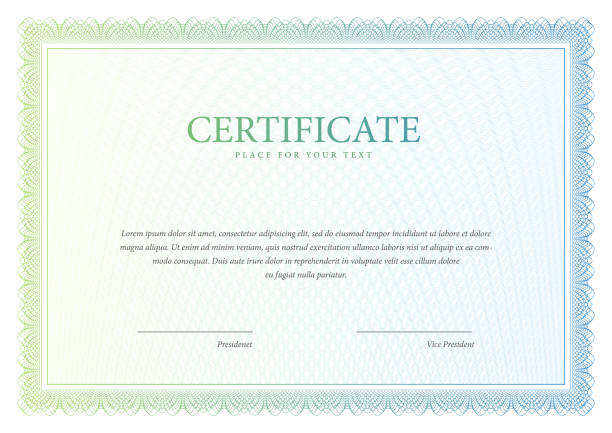 CERTIFICATE
PLACE FOR YOUR TEXT
Lorem ipsum dolor sit amet, consectetur adipisicing elit, sed do eiusmod tempor incididunt ut labore et dolore
magna aliqua. Ut enim ad minim veniam, quis nostrud exercitation ullamco laboris nisi ut aliquip ex ea com-
modo consequat. Duis aute irure dolor in reprehenderit in voluptate velit esse cillum dolore
eu fugiat nulla pariatur.
Presidenet
Vice President